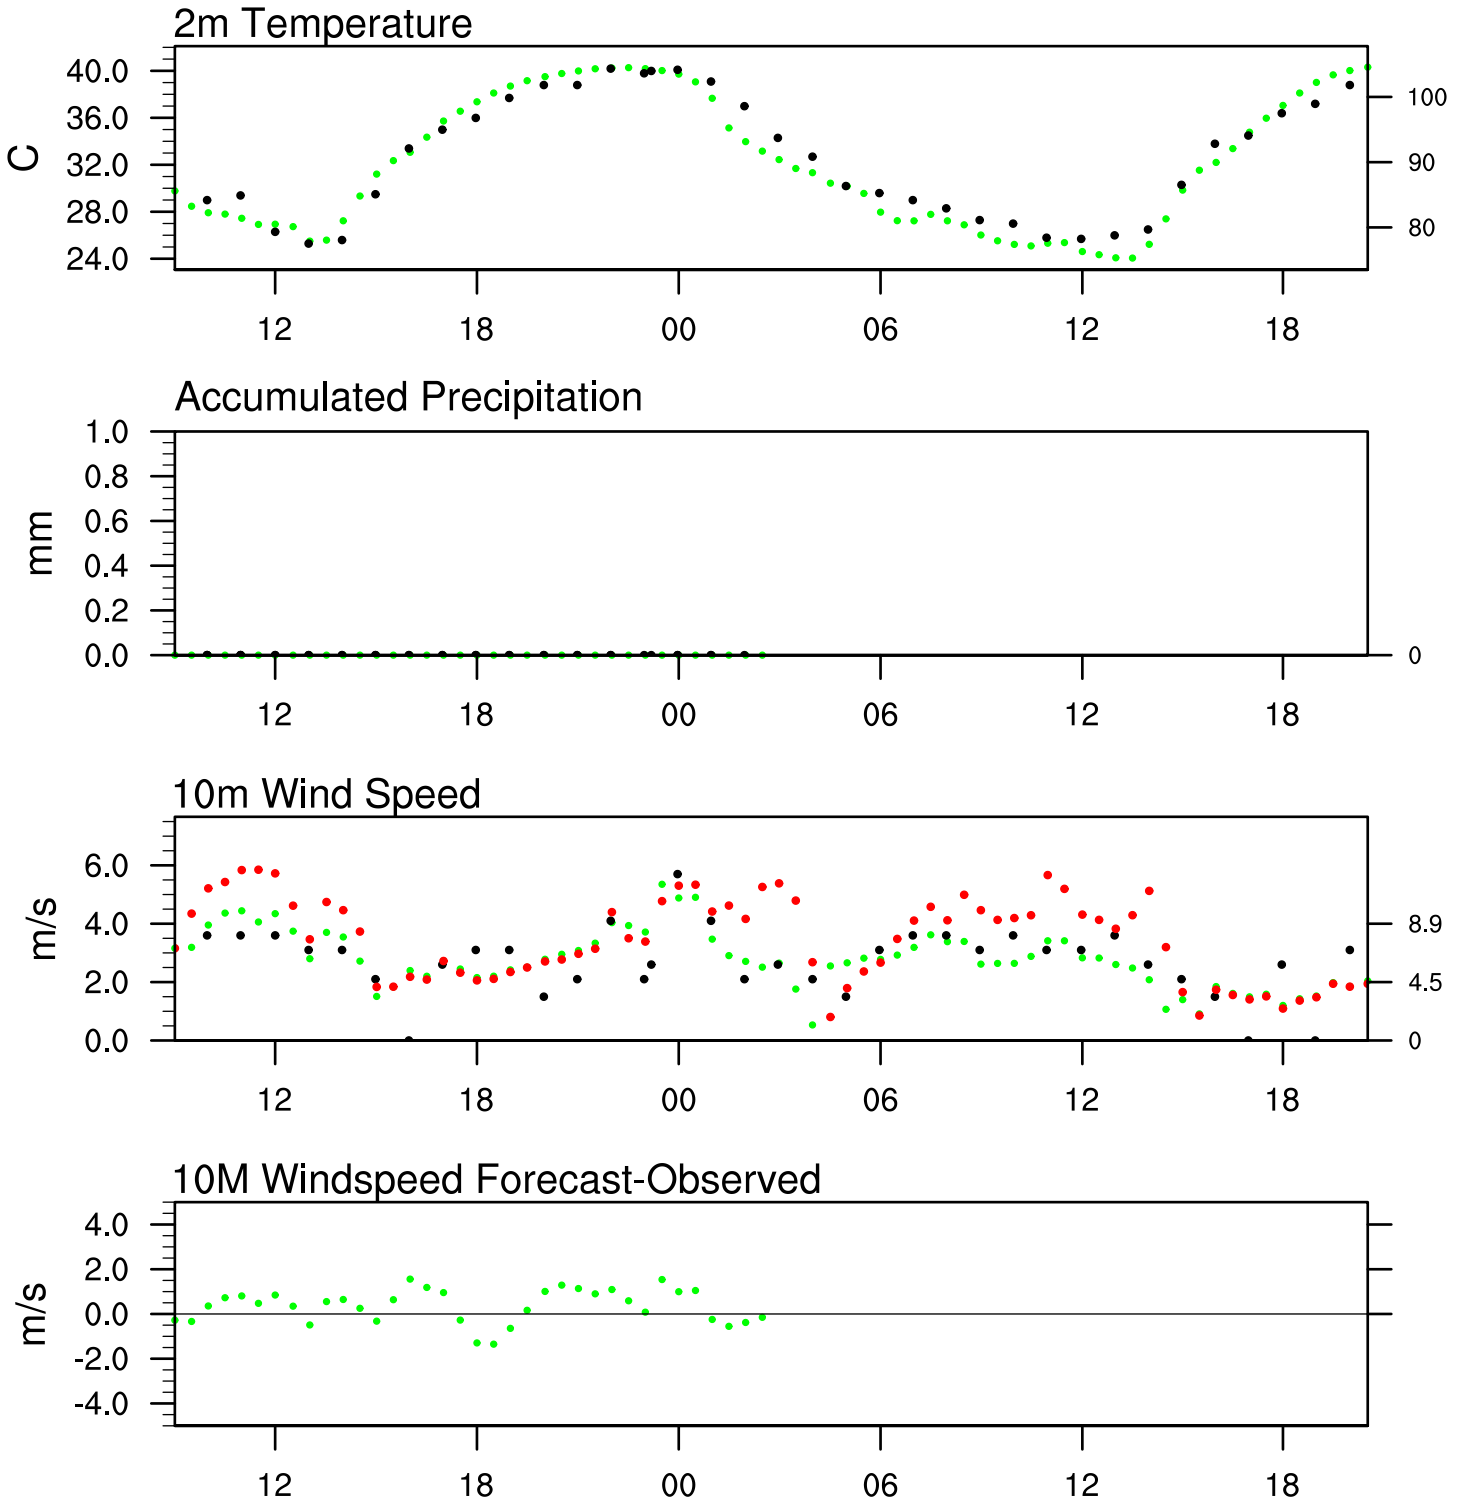 2m Temperature
40.0
36.0
32.0
28.0
24.0
C
100
90
80
12 18 00 06 12 18
Accumulated Precipitation
1.0
0.8
0.6
0.4
0.2
0.0
mm
0
12 18 00 06 12 18
10m Wind Speed
6.0
4.0
2.0
0.0
m/s
8.9
4.5
0
12 18 00 06 12 18
10M Windspeed Forecast-Observed
4.0
2.0
0.0
-2.0
-4.0
m/s
12 18 00 06 12 18